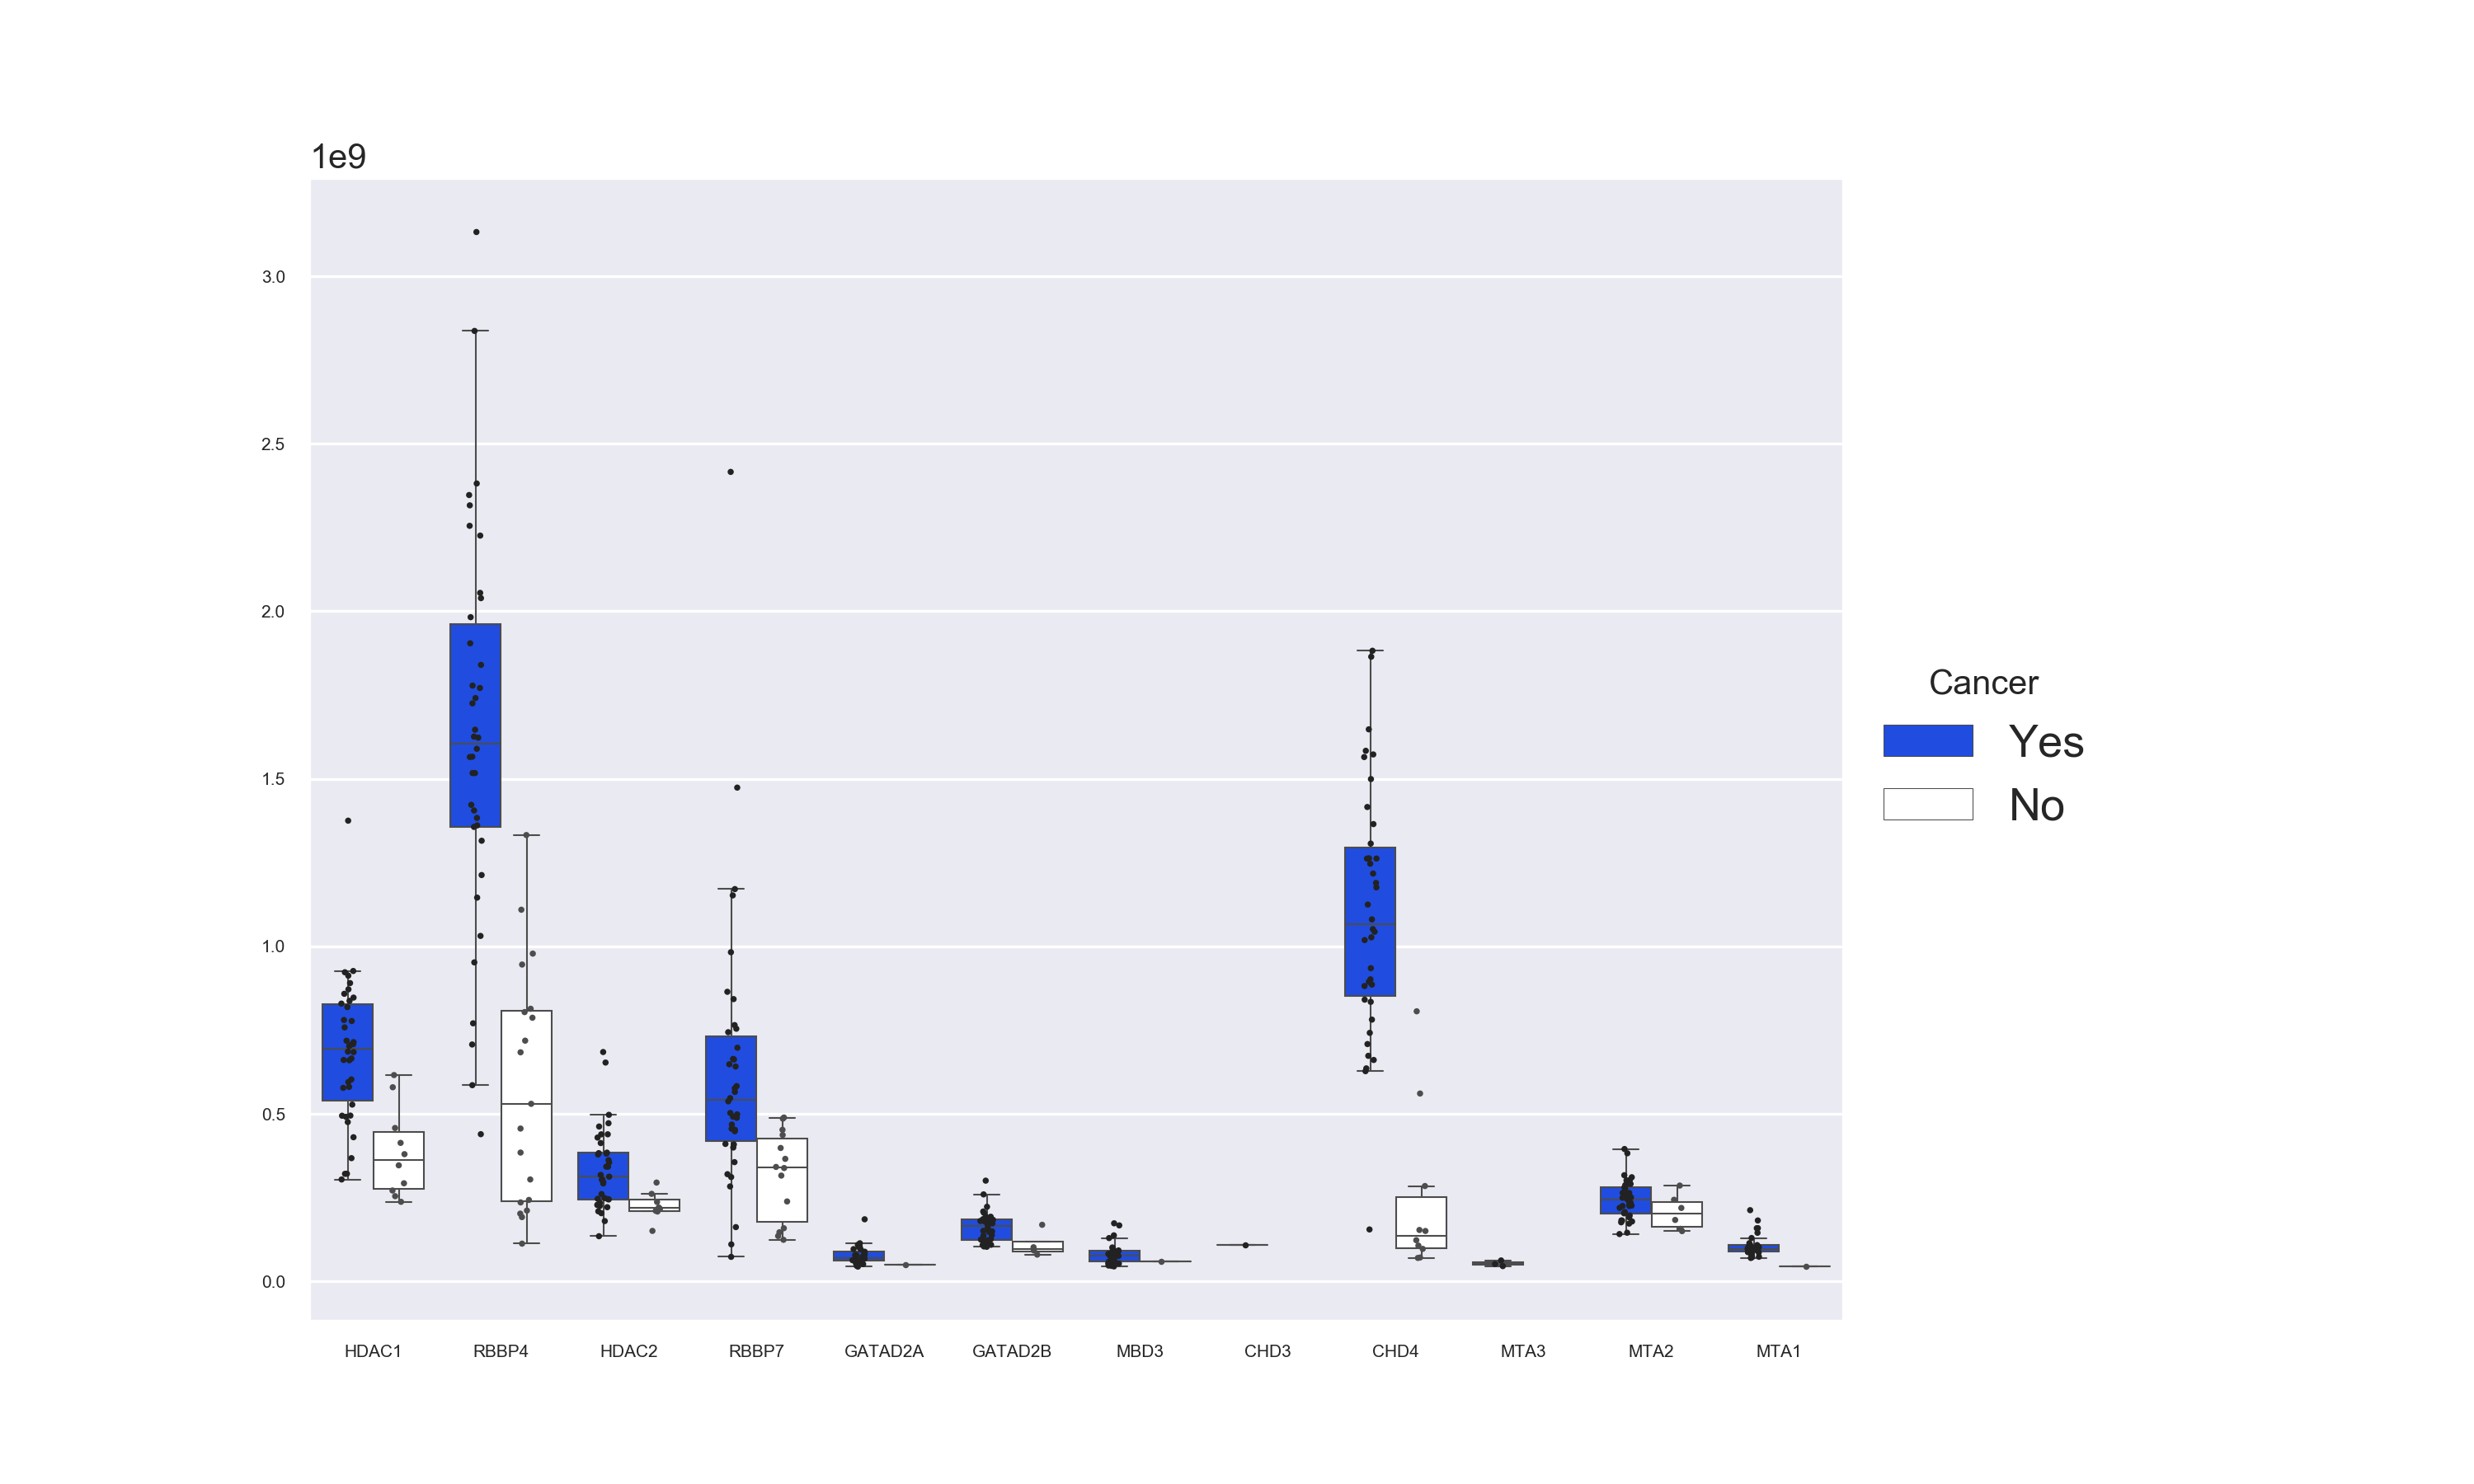 1e9
3.0
2.5
2.0
1.5
1.0
0.5
0.0
HDAC1 RBBP4 HDAC2 RBBP7 GATAD2A GATAD2B MBD3 CHD3 CHD4 MTA3 MTA2 MTA1
Cancer
Yes
No